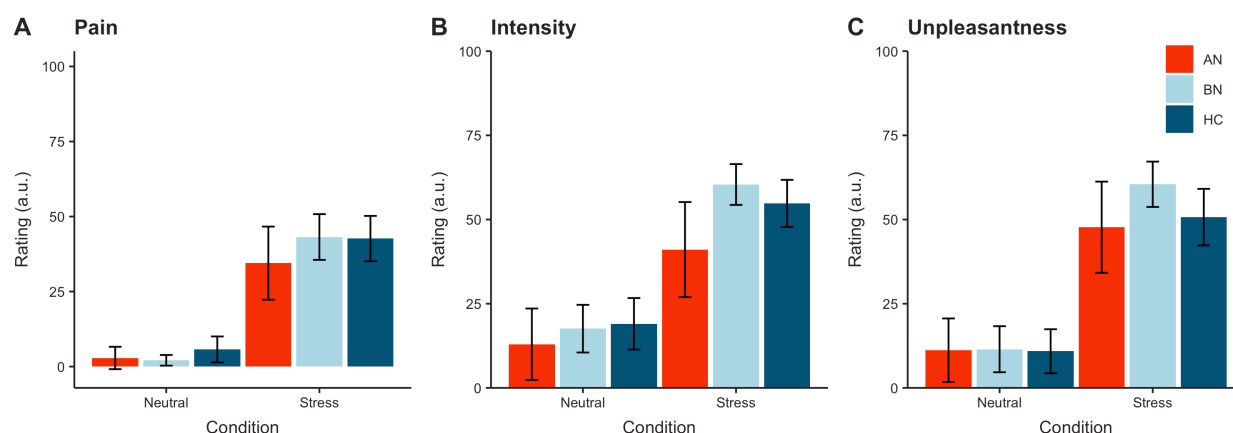 A Pain
Rating (a.u.)
100
75
50
25
0
Neutral Stress
Condition
B Intensity
Rating (a.u.)
100
75
50
25
0
Neutral Stress
Condition
C Unpleasantness
Rating (a.u.)
100
75
50
25
0
Neutral Stress
Condition
AN
BN
HC